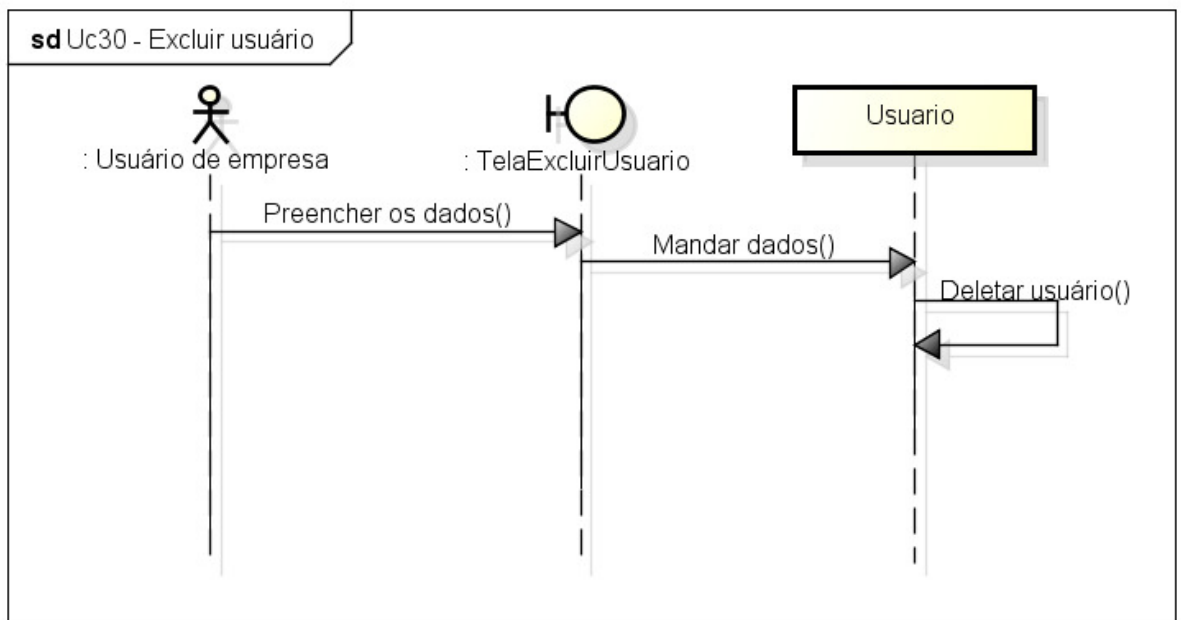 sd Uc30 - Excluir usuário
: Usuário de empresa
: TelaExcluirUsuario
Usuario
Preencher os dados()
Mandar dados()
Deletar usuário()